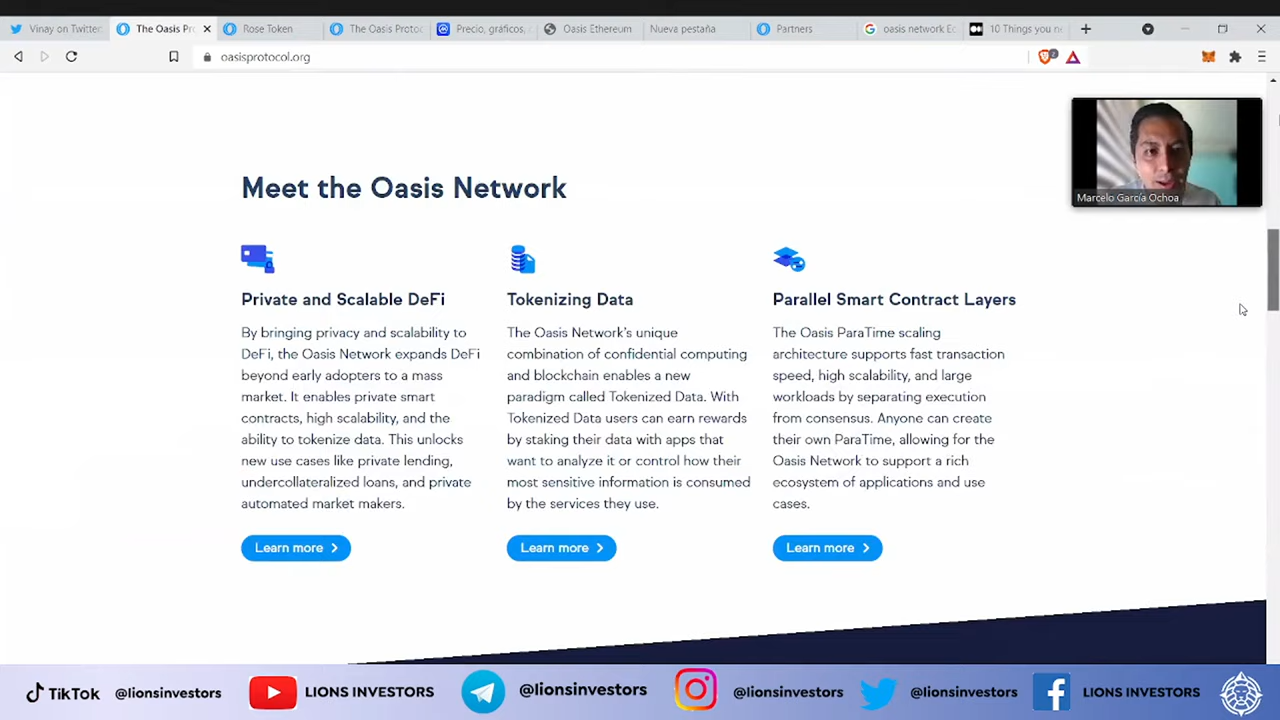 Vinay on Twitter
The Oasis Pro
Rose Token
The Oasis Protoc
Precio, gráficos,
Oasis Ethereum
Nueva pestaña
Partners
oasis network Ec
10 Things you ne
oasisprotocol.org
Marcelo García Ochoa
Meet the Oasis Network
Private and Scalable DeFi
By bringing privacy and scalability to
DeFi, the Oasis Network expands DeFi
beyond early adopters to a mass
market. It enables private smart
contracts, high scalability, and the
ability to tokenize data. This unlocks
new use cases like private lending,
undercollateralized loans, and private
automated market makers.
Learn more
Tokenizing Data
The Oasis Network's unique
combination of confidential computing
and blockchain enables a new
paradigm called Tokenized Data. With
Tokenized Data users can earn rewards
by staking their data with apps that
want to analyze it or control how their
most sensitive information is consumed
by the services they use.
Learn more
Parallel Smart Contract Layers
The Oasis ParaTime scaling
architecture supports fast transaction
speed, high scalability, and large
workloads by separating execution
from consensus. Anyone can create
their own ParaTime, allowing for the
Oasis Network to support a rich
ecosystem of applications and use
cases.
Learn more
TikTok @lionsinvestors
LIONS INVESTORS
@lionsinvestors
@lionsinvestors
@lionsinvestors
LIONS INVESTORS